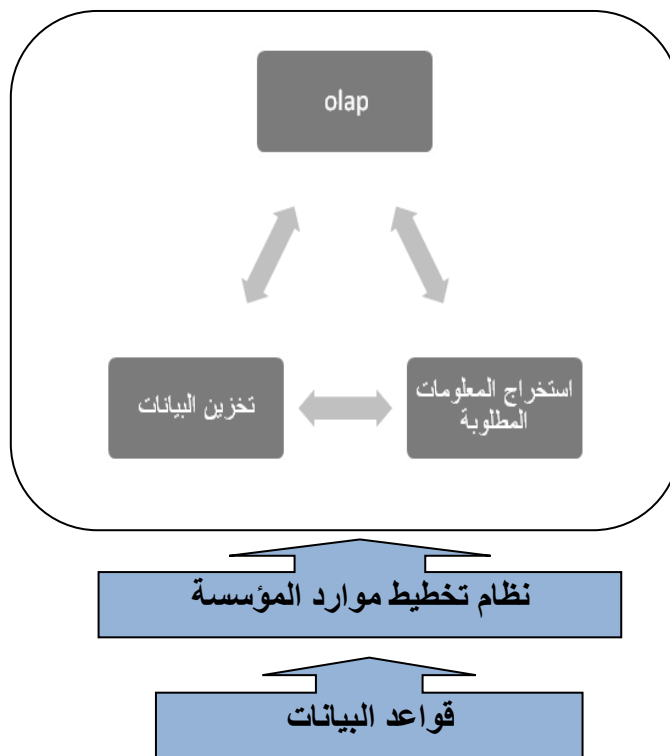 olap
استخراج المعلومات
المطلوبة
تخزين البيانات
نظام تخطيط موارد المؤسسة
قواعد البيانات